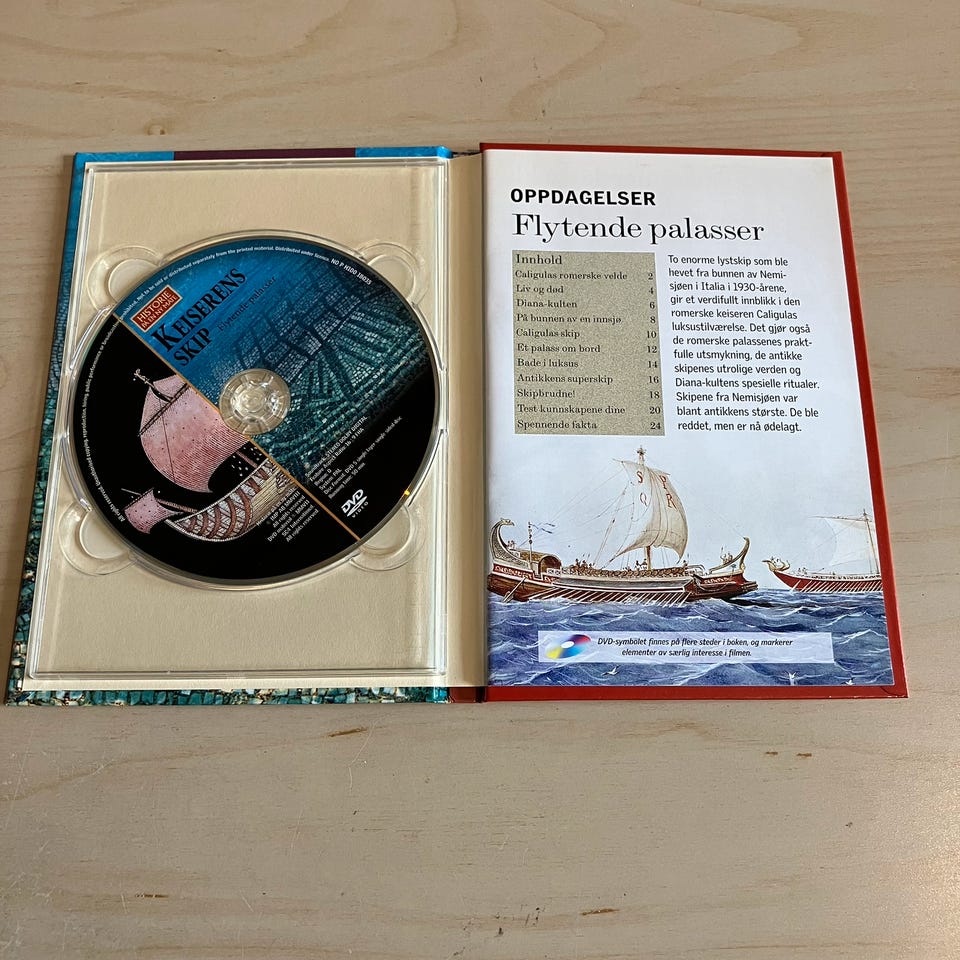 HISTORIE
PÅ EN NY MÅTE
KEISERENS
SKIP
Flytende palasser
DVD
VIDEO
OPPDAGELSER
Flytende palasser
Innhold
Caligulas romerske velde 2
Liv og død 4
Diana-kulten 6
På bunnen av en innsjø 8
Caligulas skip 10
Et palass om bord 12
Bade i luksus 14
Antikkens superskip 16
Skipbrudne! 18
Test kunnskapene dine 20
Spennende fakta 24
To enorme lystskip som ble
hevet fra bunnen av Nemi-
sjøen i Italia i 1930-årene,
gir et verdifullt innblikk i den
romerske keiseren Caligulas
luksustilværelse. Det gjør også
de romerske palassenes prakt-
fulle utsmykning, de antikke
skipenes utrolige verden og
Diana-kultens spesielle ritualer.
Skipene fra Nemisjøen var
blant antikkens største. De ble
reddet, men er nå ødelagt.
S P
Q R
DVD-symbolet finnes på flere steder i boken, og markerer
elementer av særlig interesse i filmen.